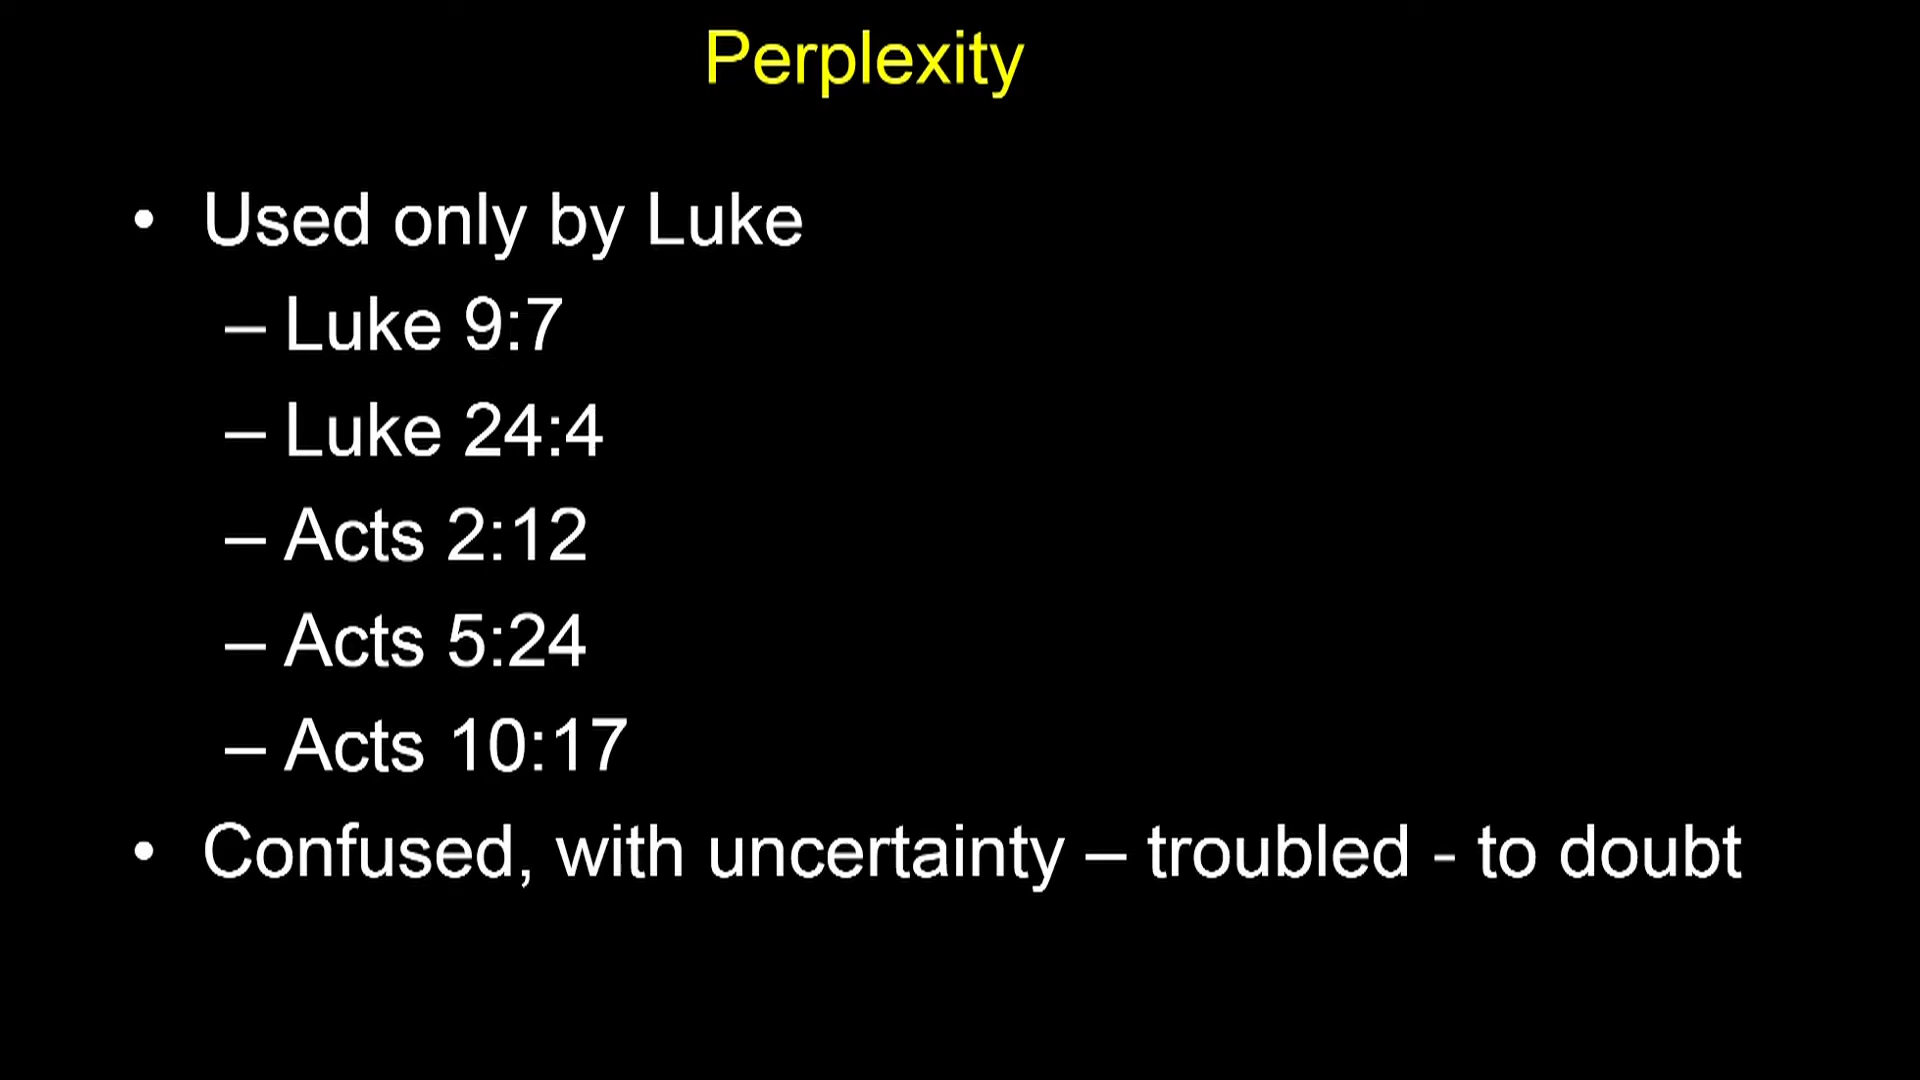 Perplexity
• Used only by Luke
– Luke 9:7
– Luke 24:4
– Acts 2:12
– Acts 5:24
– Acts 10:17
• Confused, with uncertainty – troubled - to doubt